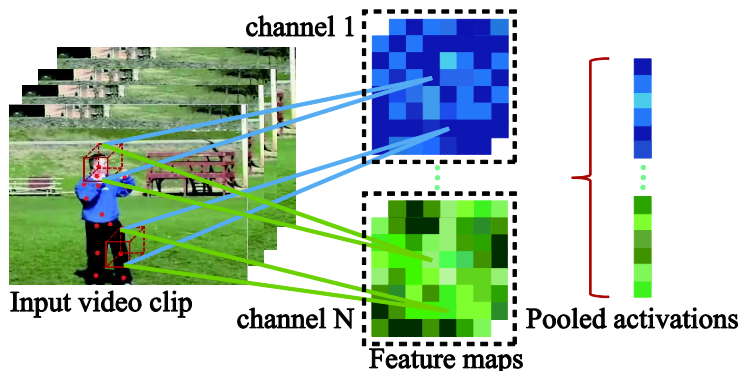 channel 1
Input video clip
channel N
Pooled activations
Feature maps